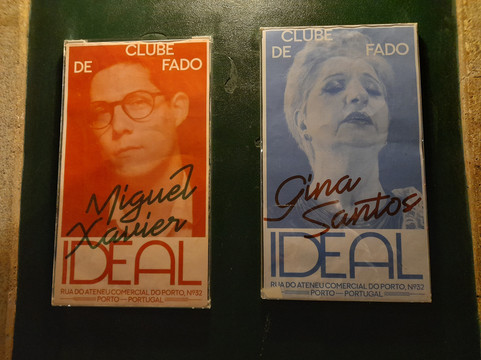 CLUBE
DE FADO
Miguel
Xavier
IDEAL
RUA DO ATENEU COMERCIAL DO PORTO, Nº32
PORTO — PORTUGAL
CLUBE
DE FADO
Gina
Santos
IDEAL
RUA DO ATENEU COMERCIAL DO PORTO, Nº32
PORTO — PORTUGAL